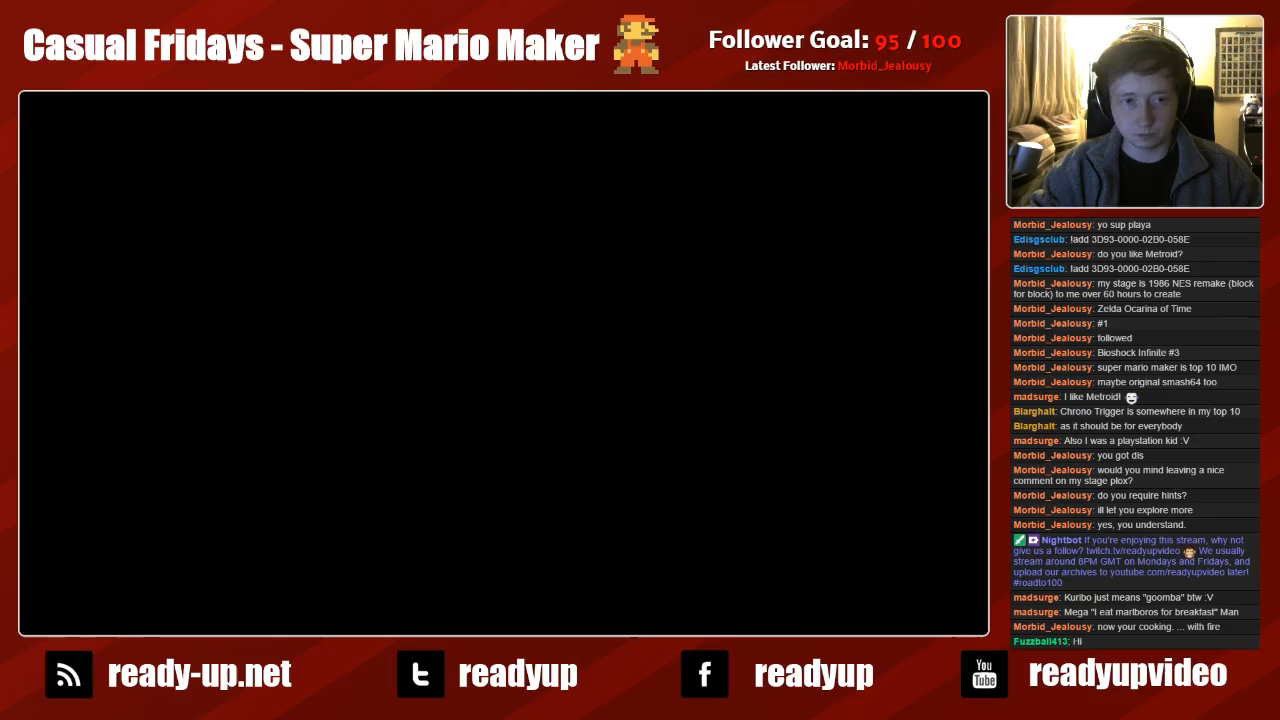 Casual Fridays - Super Mario Maker
Follower Goal: 95 / 100
Latest Follower: Morbid_Jealousy
Morbid_Jealousy: yo sup playa
Edisgsclub: !add 3D93-0000-02B0-058E
Morbid_Jealousy: do you like Metroid?
Edisgsclub: !add 3D93-0000-02B0-058E
Morbid_Jealousy: my stage is 1986 NES remake (block
for block) to me over 60 hours to create
Morbid_Jealousy: Zelda Ocarina of Time
Morbid_Jealousy: #1
Morbid_Jealousy: followed
Morbid_Jealousy: Bioshock Infinite #3
Morbid_Jealousy: super mario maker is top 10 IMO
Morbid_Jealousy: maybe original smash64 too
madsurge: I like Metroid!
Blarghalt: Chrono Trigger is somewhere in my top 10
Blarghalt: as it should be for everybody
madsurge: Also I was a playstation kid :V
Morbid_Jealousy: you got dis
Morbid_Jealousy: would you mind leaving a nice
comment on my stage plox?
Morbid_Jealousy: do you require hints?
Morbid_Jealousy: ill let you explore more
Morbid_Jealousy: yes, you understand.
Nightbot If you're enjoying this stream, why not
give us a follow? twitch.tv/readyupvideo We usually
stream around 8PM GMT on Mondays and Fridays, and
upload our archives to youtube.com/readyupvideo later!
#roadto100
madsurge: Kuribo just means "goomba" btw :V
madsurge: Mega "I eat marlboros for breakfast" Man
Morbid_Jealousy: now your cooking. ... with fire
Fuzzball413: Hi
ready-up.net
readyup
readyup
You
Tube
readyupvideo